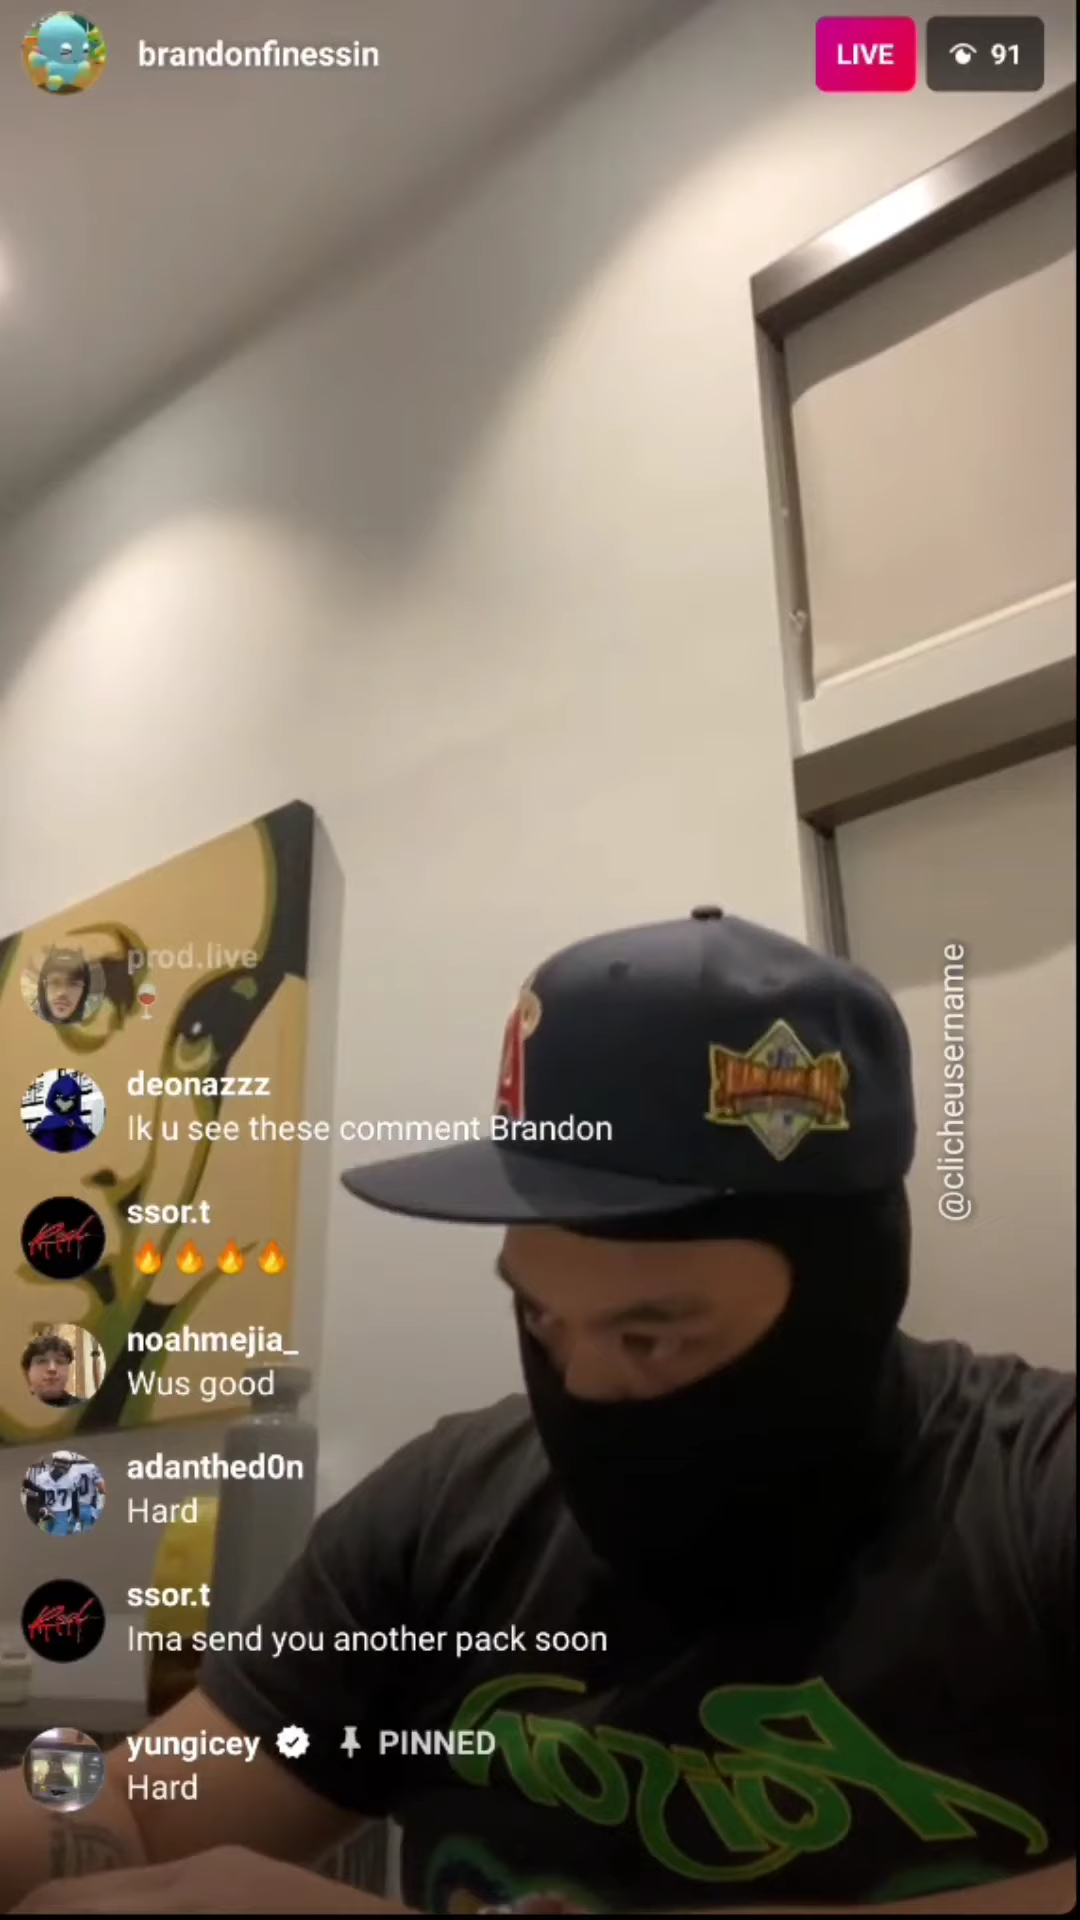 brandonfinessin
LIVE
91
prod.live
🍷
deonazzz
Ik u see these comment Brandon
ssor.t
🔥🔥🔥🔥
noahmejia_
Wus good
adanthed0n
Hard
ssor.t
Ima send you another pack soon
yungicey PINNED
Hard
@clicheusername
Poison